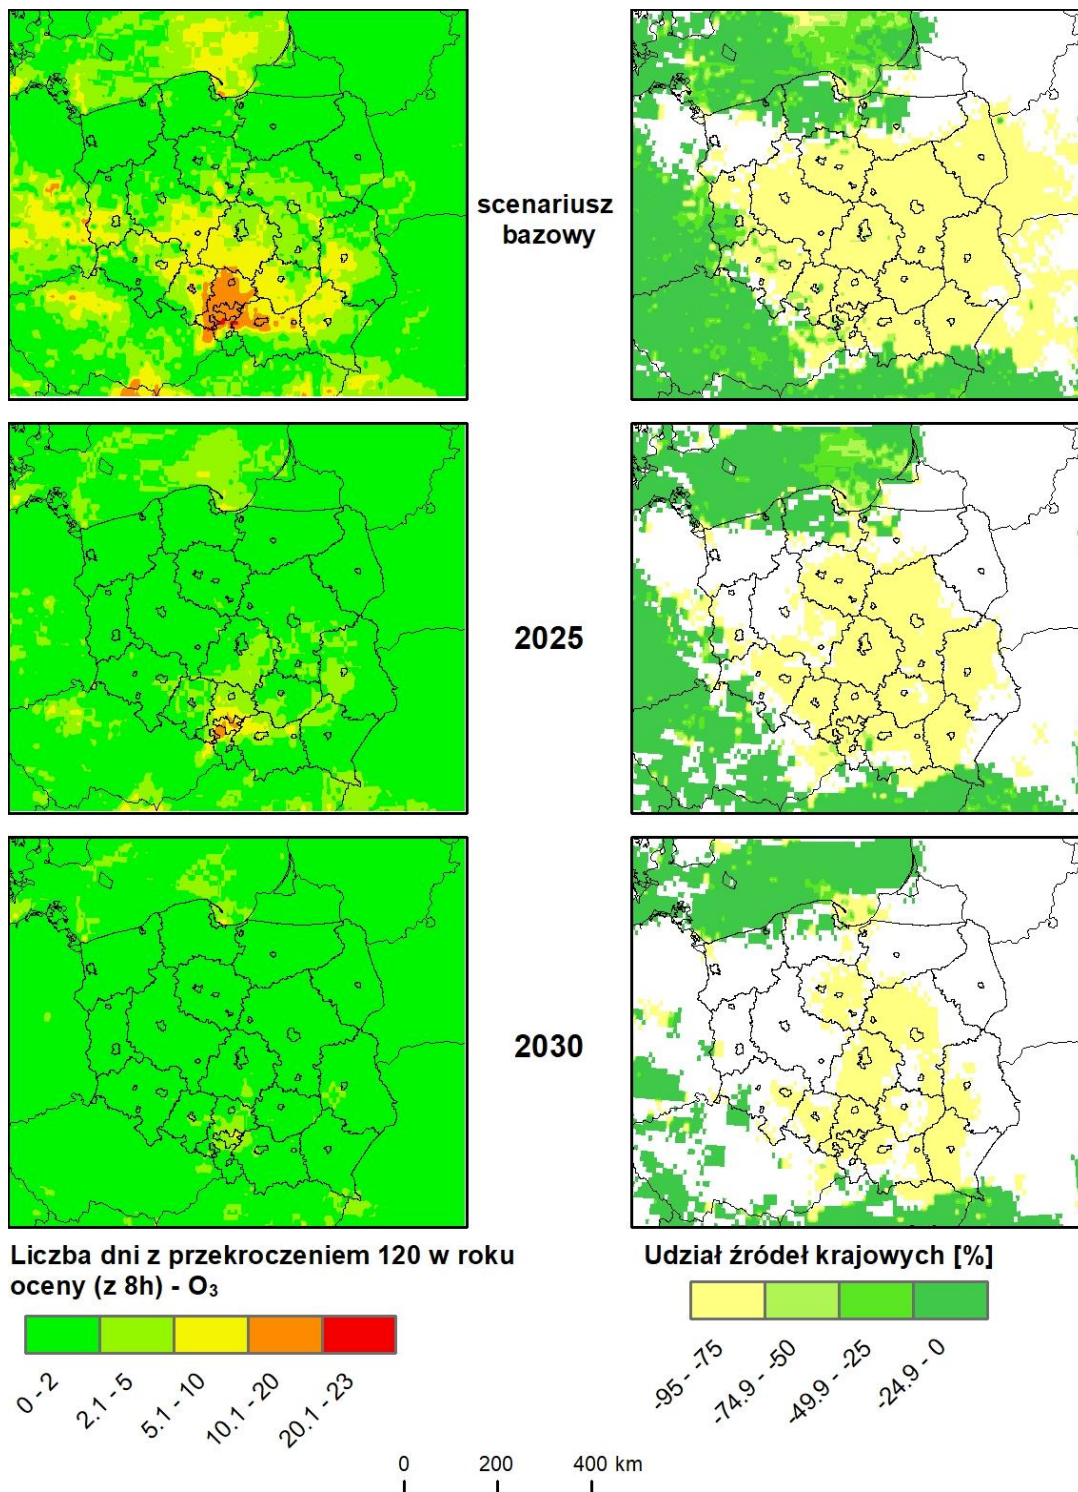 scenariusz
bazowy
2025
2030
Liczba dni z przekroczeniem 120 w roku
oceny (z 8h) - O₃
0 - 2
2.1 - 5
5.1 - 10
10.1 - 20
20.1 - 23
Udział źródeł krajowych [%]
-95 - -75
-74.9 - -50
-49.9 - -25
-24.9 - 0
0 200 400 km